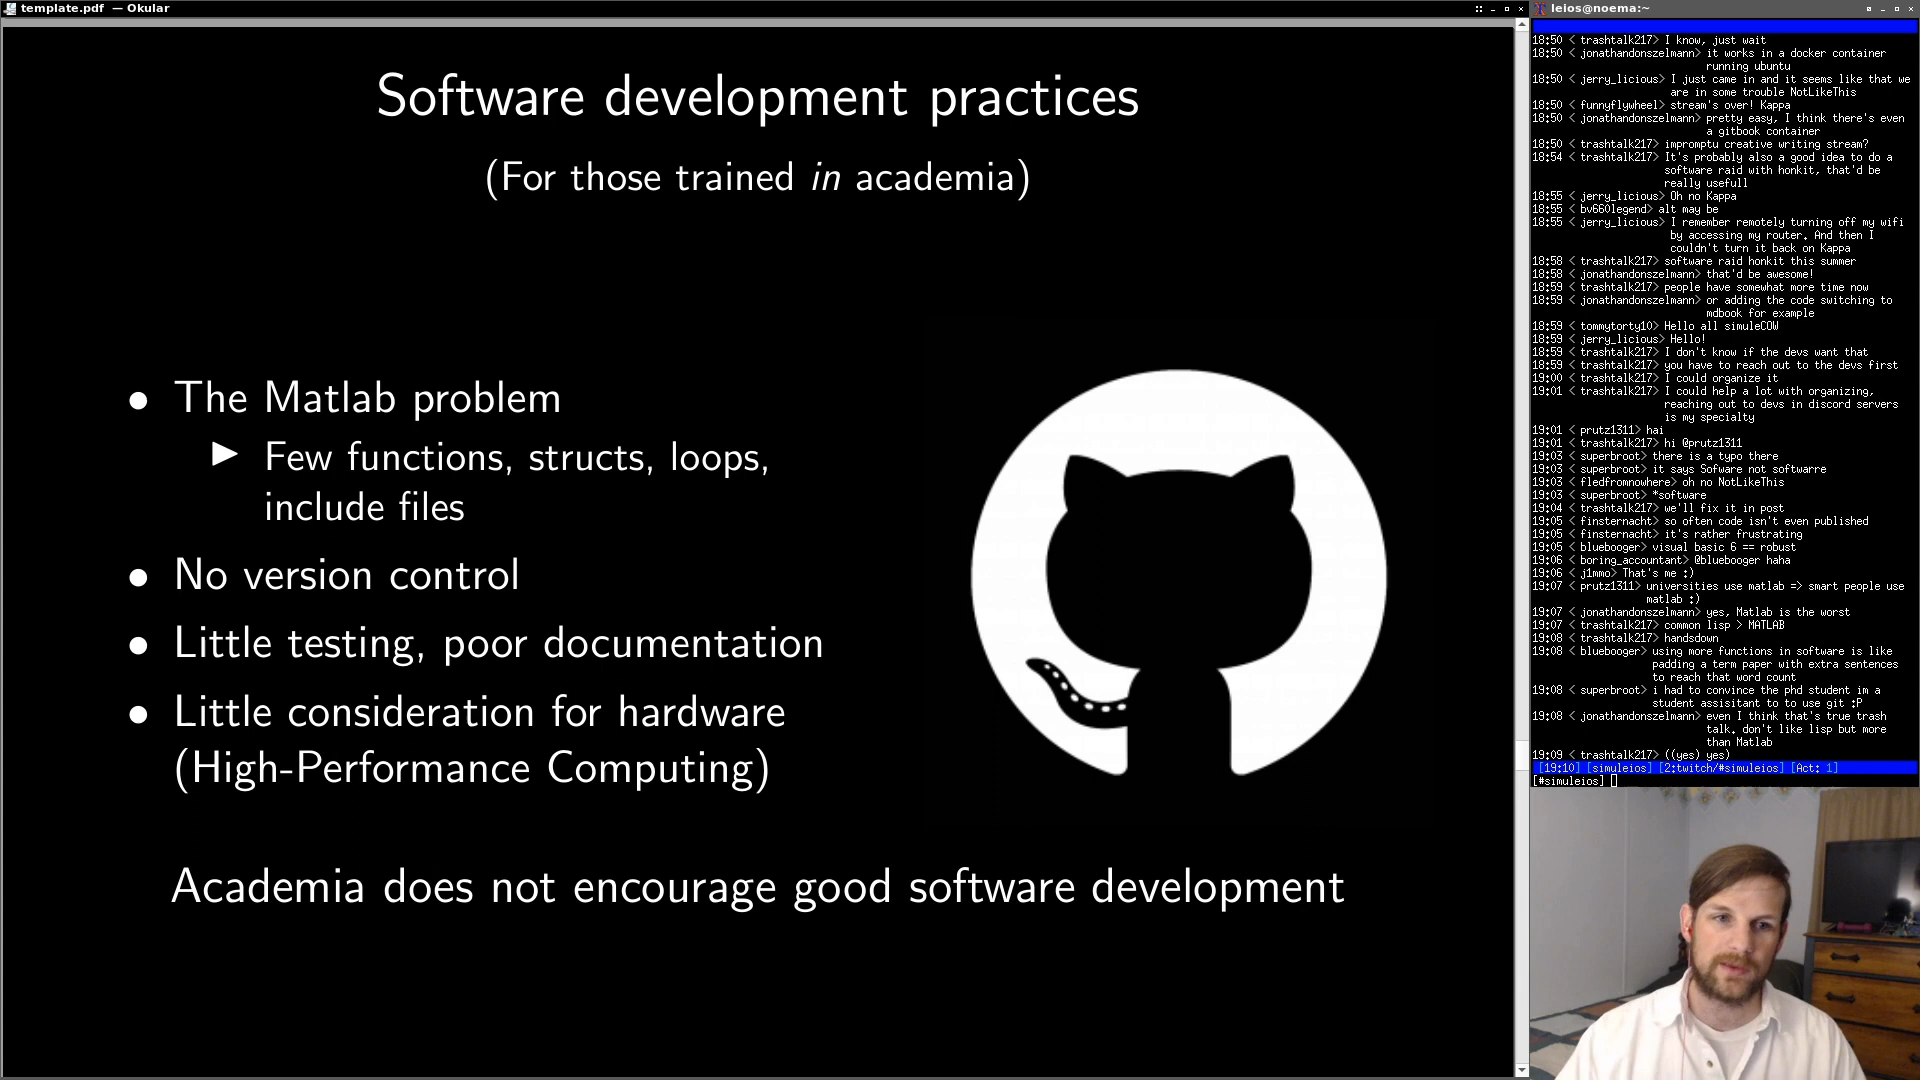 template.pdf — Okular
Software development practices
(For those trained in academia)
The Matlab problem
Few functions, structs, loops,
include files
No version control
Little testing, poor documentation
Little consideration for hardware
(High-Performance Computing)
Academia does not encourage good software development
leios@noema:~
18:50 < trashtalk217> I know, just wait
18:50 < jonathandonszelmann> it works in a docker container
running ubuntu
18:50 < jerry_licious> I just came in and it seems like that we
are in some trouble NotLikeThis
18:50 < funnyflywheel> stream's over! Kappa
18:50 < jonathandonszelmann> pretty easy, I think there's even
a gitbook container
18:50 < trashtalk217> impromptu creative writing stream?
18:54 < trashtalk217> It's probably also a good idea to do a
software raid with honkit, that'd be
really usefull
18:55 < jerry_licious> Oh no Kappa
18:55 < bv660legend> alt may be
18:55 < jerry_licious> I remember remotely turning off my wifi
by accessing my router. And then I
couldn't turn it back on Kappa
18:58 < trashtalk217> software raid honkit this summer
18:58 < jonathandonszelmann> that'd be awesome!
18:59 < trashtalk217> people have somewhat more time now
18:59 < jonathandonszelmann> or adding the code switching to
mdbook for example
18:59 < tommytorty10> Hello all simuleCOW
18:59 < jerry_licious> Hello!
18:59 < trashtalk217> I don't know if the devs want that
18:59 < trashtalk217> you have to reach out to the devs first
19:00 < trashtalk217> I could organize it
19:01 < trashtalk217> I could help a lot with organizing,
reaching out to devs in discord servers
is my specialty
19:01 < prutz1311> hai
19:01 < trashtalk217> hi @prutz1311
19:03 < superbroot> there is a typo there
19:03 < superbroot> it says Sofware not softwarre
19:03 < fledfromnowhere> oh no NotLikeThis
19:03 < superbroot> *software
19:04 < trashtalk217> we'll fix it in post
19:05 < finsternacht> so often code isn't even published
19:05 < finsternacht> it's rather frustrating
19:05 < bluebooger> visual basic 6 == robust
19:06 < boring_accountant> @bluebooger haha
19:06 < j1mmo> That's me :)
19:07 < prutz1311> universities use matlab => smart people use
matlab :)
19:07 < jonathandonszelmann> yes, Matlab is the worst
19:07 < trashtalk217> common lisp > MATLAB
19:08 < trashtalk217> handsdown
19:08 < bluebooger> using more functions in software is like
padding a term paper with extra sentences
to reach that word count
19:08 < superbroot> i had to convince the phd student im a
student assisitant to to use git :P
19:08 < jonathandonszelmann> even I think that's true trash
talk. don't like lisp but more
than Matlab
19:09 < trashtalk217> ((yes) yes)
[19:10] [simuleios] [2:twitch/#simuleios] [Act: 1]
[#simuleios]